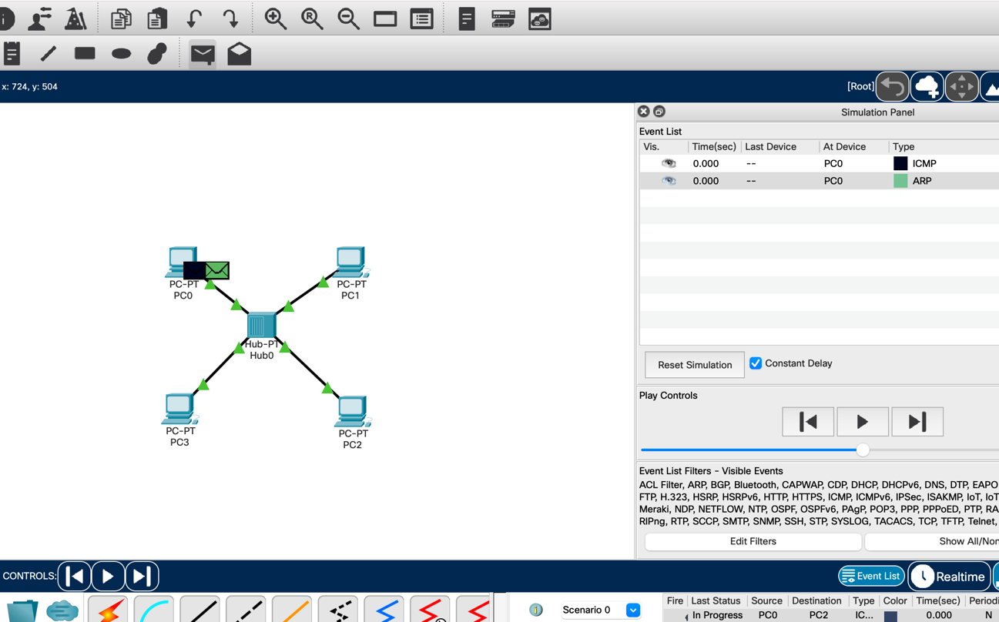 x: 724, y: 504
[Root]
Simulation Panel
Event List
Vis. Time(sec) Last Device At Device Type
0.000 -- PC0 ICMP
0.000 -- PC0 ARP
PC-PT
PC0
PC-PT
PC1
Hub-PT
Hub0
PC-PT
PC3
PC-PT
PC2
Reset Simulation Constant Delay
Play Controls
Event List Filters - Visible Events
ACL Filter, ARP, BGP, Bluetooth, CAPWAP, CDP, DHCP, DHCPv6, DNS, DTP, EAPO
FTP, H.323, HSRP, HSRPv6, HTTP, HTTPS, ICMP, ICMPv6, IPSec, ISAKMP, IoT, IoT
Meraki, NDP, NETFLOW, NTP, OSPF, OSPFv6, PAgP, POP3, PPP, PPPoED, PTP, RA
RIPng, RTP, SCCP, SMTP, SNMP, SSH, STP, SYSLOG, TACACS, TCP, TFTP, Telnet,
Edit Filters Show All/Non
CONTROLS: Event List Realtime
Scenario 0
Fire Last Status Source Destination Type Color Time(sec) Periodi
In Progress PC0 PC2 IC... 0.000 N